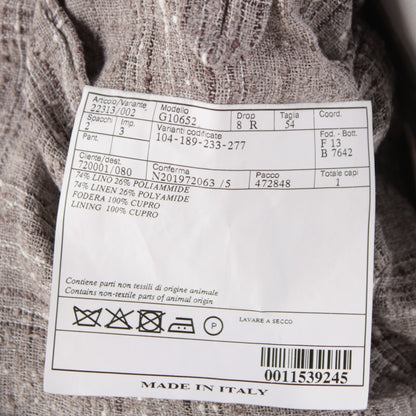 Articolo/Variante Modello Drop Taglia Coord.
22313/002 G10652 8 R 54
Spacchi Imp. Varianti codificate Fod. - Bott.
2 3 104-189-233-277 F 13
Pant. B 7642
Cliente/dest. Conferma Pacco Totale capi
720001/080 N201972063 /5 472848 1
74% LINO 26% POLIAMMIDE
74% LINEN 26% POLYAMIDE
FODERA 100% CUPRO
LINING 100% CUPRO
Contiene parti non tessili di origine animale
Contains non-textile parts of animal origin
P LAVARE A SECCO
0011539245
MADE IN ITALY